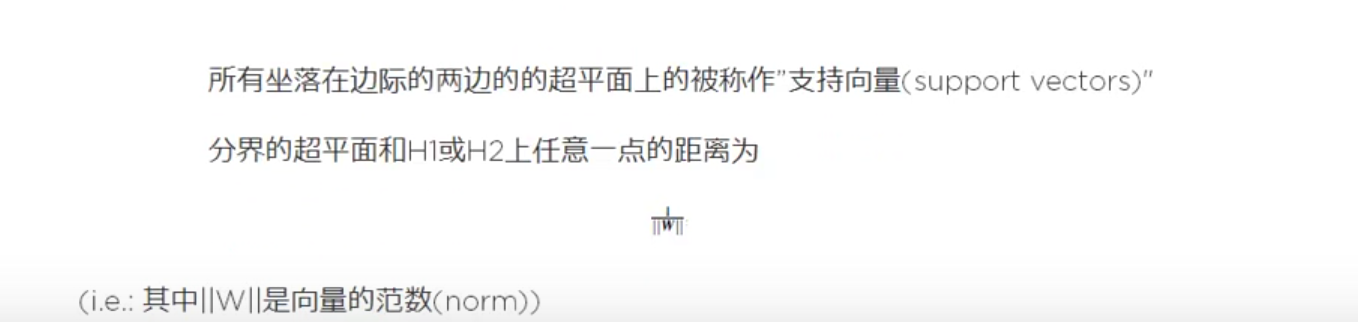 所有坐落在边际的两边的的超平面上的被称作”支持向量(support vectors)”
分界的超平面和H1或H2上任意一点的距离为
1/||W||
(i.e.: 其中||W||是向量的范数(norm))